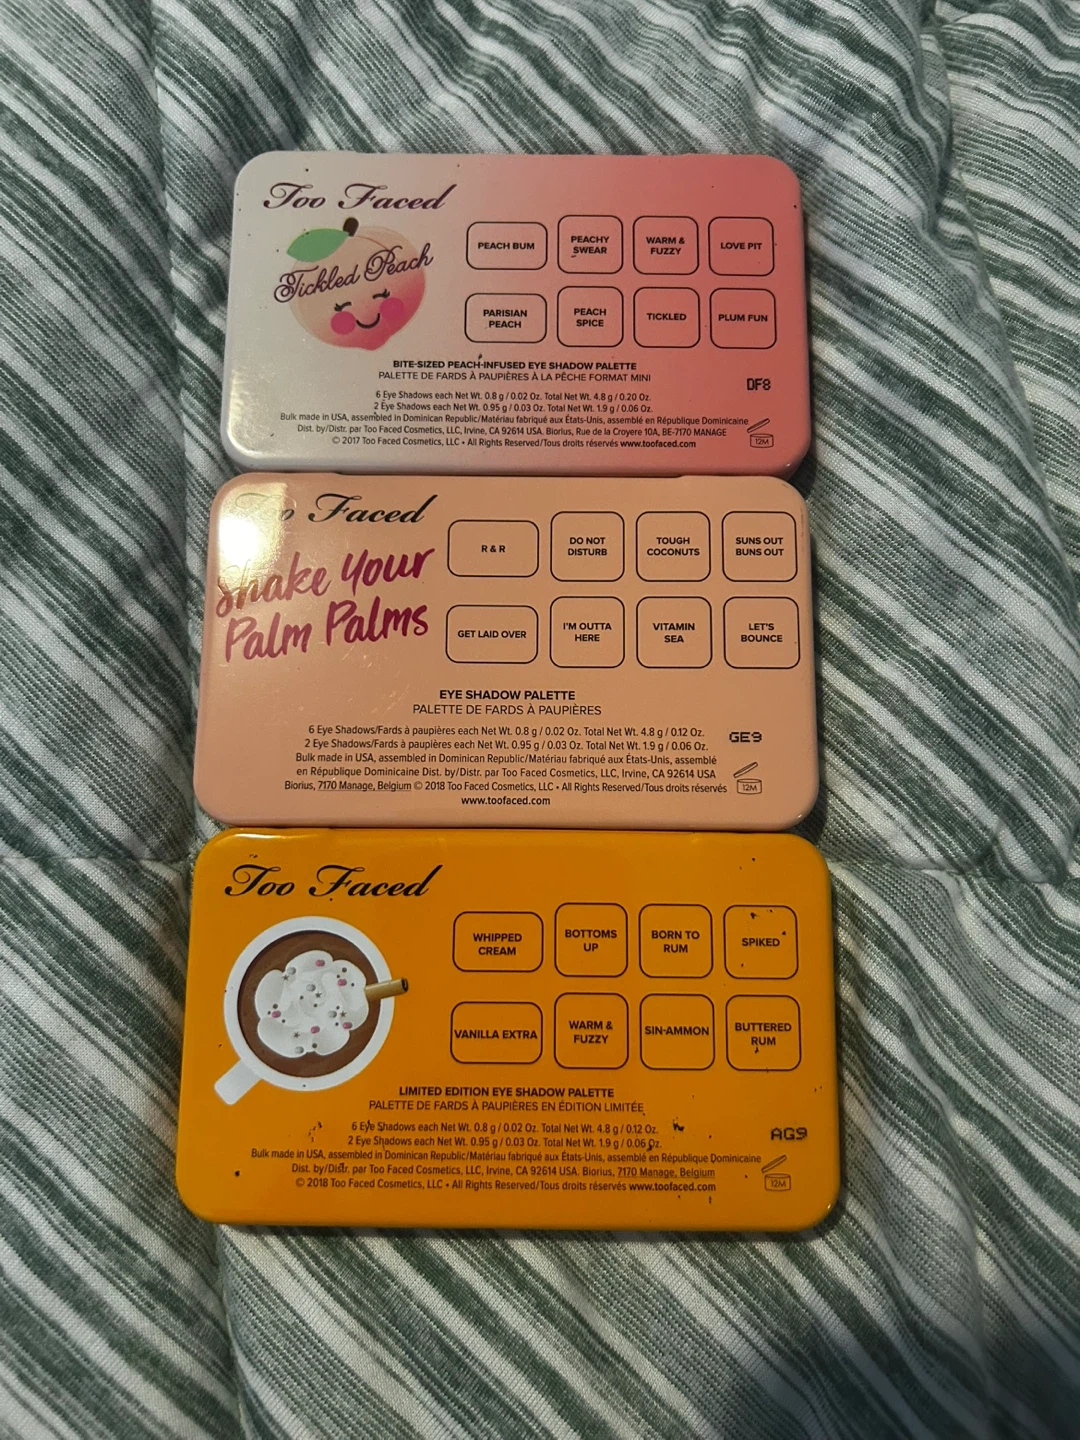 Too Faced
Tickled Peach
PEACH BUM
PEACHY SWEAR
WARM & FUZZY
LOVE PIT
PARISIAN PEACH
PEACH SPICE
TICKLED
PLUM FUN
BITE-SIZED PEACH-INFUSED EYE SHADOW PALETTE
PALETTE DE FARDS À PAUPIÈRES À LA PÊCHE FORMAT MINI
DF8
6 Eye Shadows each Net Wt. 0.8 g / 0.02 Oz. Total Net Wt. 4.8 g / 0.20 Oz.
2 Eye Shadows each Net Wt. 0.95 g / 0.03 Oz. Total Net Wt. 1.9 g / 0.06 Oz.
Bulk made in USA, assembled in Dominican Republic/Matériau fabriqué aux États-Unis, assemblé en République Dominicaine
Dist. by/Distr. par Too Faced Cosmetics, LLC, Irvine, CA 92614 USA. Biorius, Rue de la Croyere 10A, BE-7170 MANAGE
© 2017 Too Faced Cosmetics, LLC • All Rights Reserved/Tous droits réservés www.toofaced.com
12M
Too Faced
Shake Your
Palm Palms
R & R
DO NOT DISTURB
TOUGH COCONUTS
SUNS OUT BUNS OUT
GET LAID OVER
I'M OUTTA HERE
VITAMIN SEA
LET'S BOUNCE
EYE SHADOW PALETTE
PALETTE DE FARDS À PAUPIÈRES
6 Eye Shadows/Fards à paupières each Net Wt. 0.8 g / 0.02 Oz. Total Net Wt. 4.8 g / 0.12 Oz.
GE9
2 Eye Shadows/Fards à paupières each Net Wt. 0.95 g / 0.03 Oz. Total Net Wt. 1.9 g / 0.06 Oz.
Bulk made in USA, assembled in Dominican Republic/Matériau fabriqué aux États-Unis, assemblé
en République Dominicaine Dist. by/Distr. par Too Faced Cosmetics, LLC, Irvine, CA 92614 USA
Biorius, 7170 Manage, Belgium © 2018 Too Faced Cosmetics, LLC • All Rights Reserved/Tous droits réservés
12M
www.toofaced.com
Too Faced
WHIPPED CREAM
BOTTOMS UP
BORN TO RUM
SPIKED
VANILLA EXTRA
WARM & FUZZY
SIN-AMMON
BUTTERED RUM
LIMITED EDITION EYE SHADOW PALETTE
PALETTE DE FARDS À PAUPIÈRES EN ÉDITION LIMITÉE
6 Eye Shadows each Net Wt. 0.8 g / 0.02 Oz. Total Net Wt. 4.8 g / 0.12 Oz.
AG9
2 Eye Shadows each Net Wt. 0.95 g / 0.03 Oz. Total Net Wt. 1.9 g / 0.06 Oz.
Bulk made in USA, assembled in Dominican Republic/Matériau fabriqué aux États-Unis, assemblé en République Dominicaine
Dist. by/Distr. par Too Faced Cosmetics, LLC, Irvine, CA 92614 USA. Biorius, 7170 Manage, Belgium
© 2018 Too Faced Cosmetics, LLC • All Rights Reserved/Tous droits réservés www.toofaced.com
12M